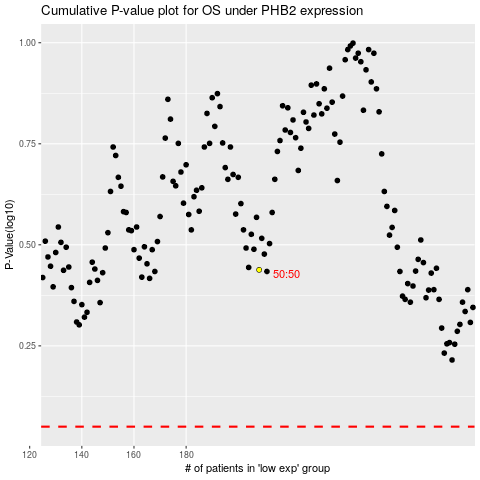 Cumulative P-value plot for OS under PHB2 expression
1.00
0.75
0.50
0.25
P-Value(log10)
50:50
120 140 160 180
# of patients in 'low exp' group